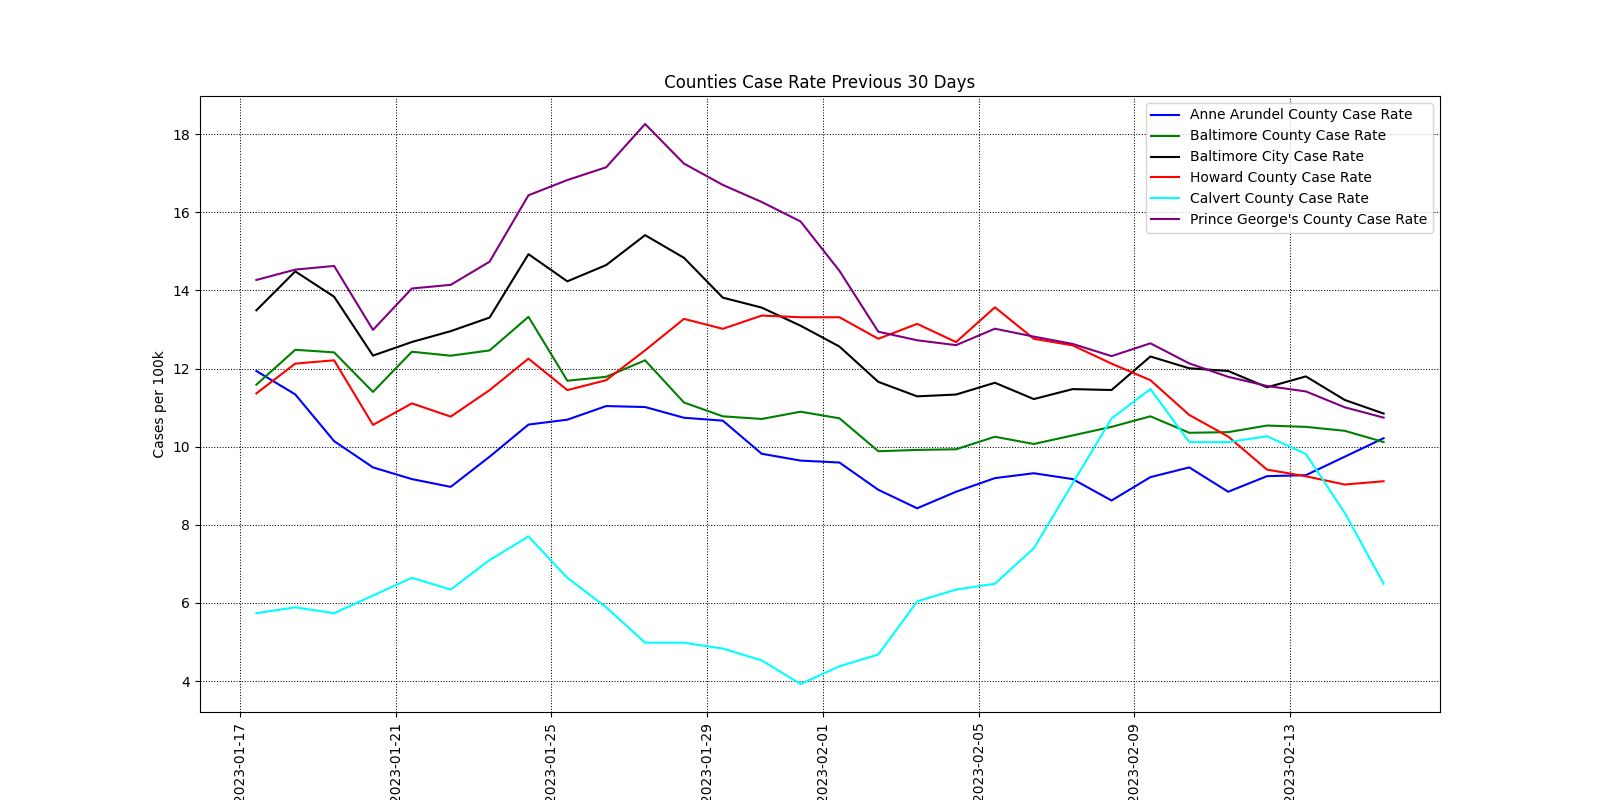 Counties Case Rate Previous 30 Days
Cases per 100k
18
16
14
12
10
8
6
4
Anne Arundel County Case Rate
Baltimore County Case Rate
Baltimore City Case Rate
Howard County Case Rate
Calvert County Case Rate
Prince George's County Case Rate
2023-01-17
2023-01-21
2023-01-25
2023-01-29
2023-02-01
2023-02-05
2023-02-09
2023-02-13